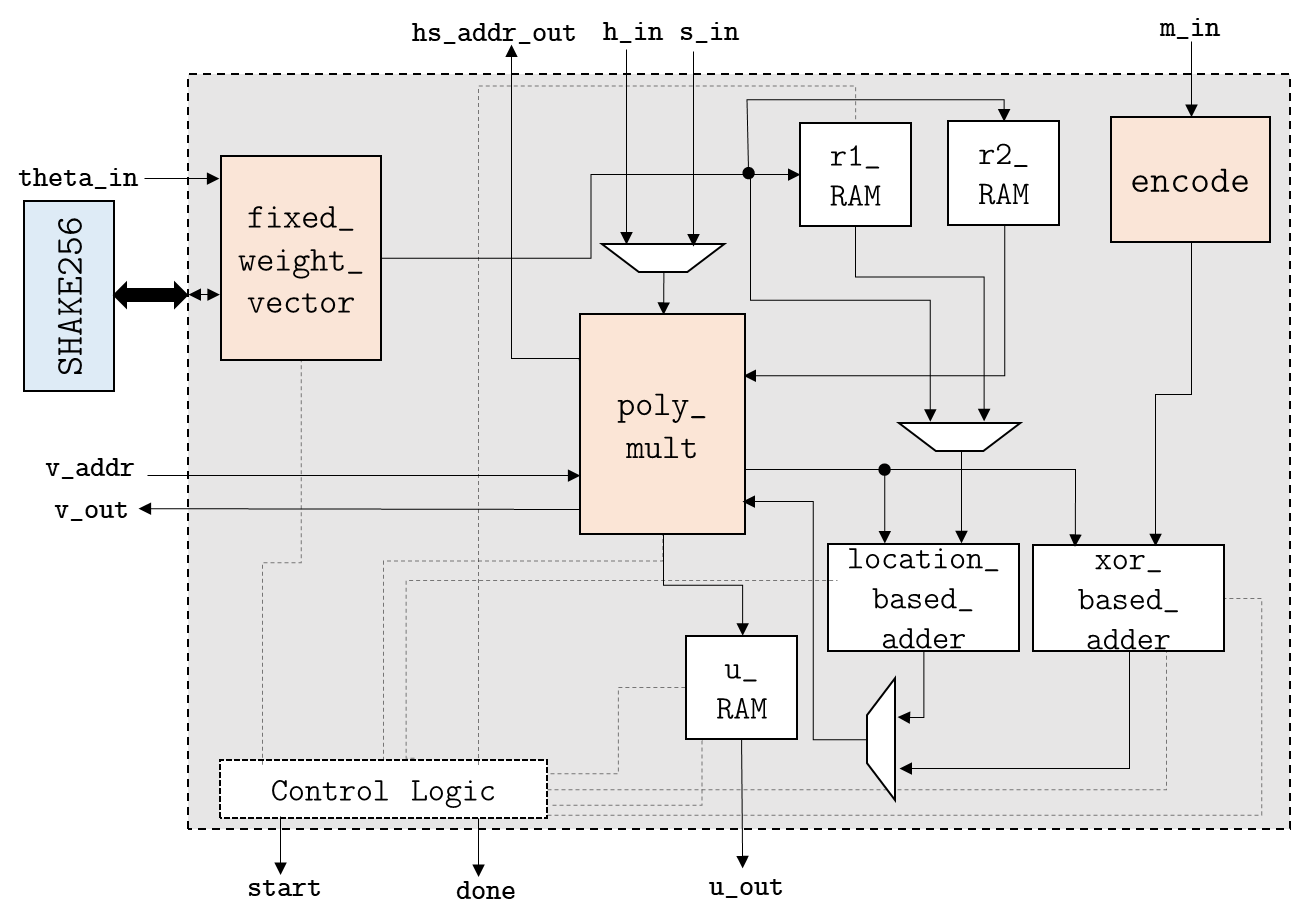 hs_addr_out h_in s_in
m_in
theta_in
SHAKE256
fixed_
weight_
vector
r1_
RAM
r2_
RAM
encode
poly_
mult
v_addr
v_out
location_
based_
adder
xor_
based_
adder
u_
RAM
Control Logic
start
done
u_out